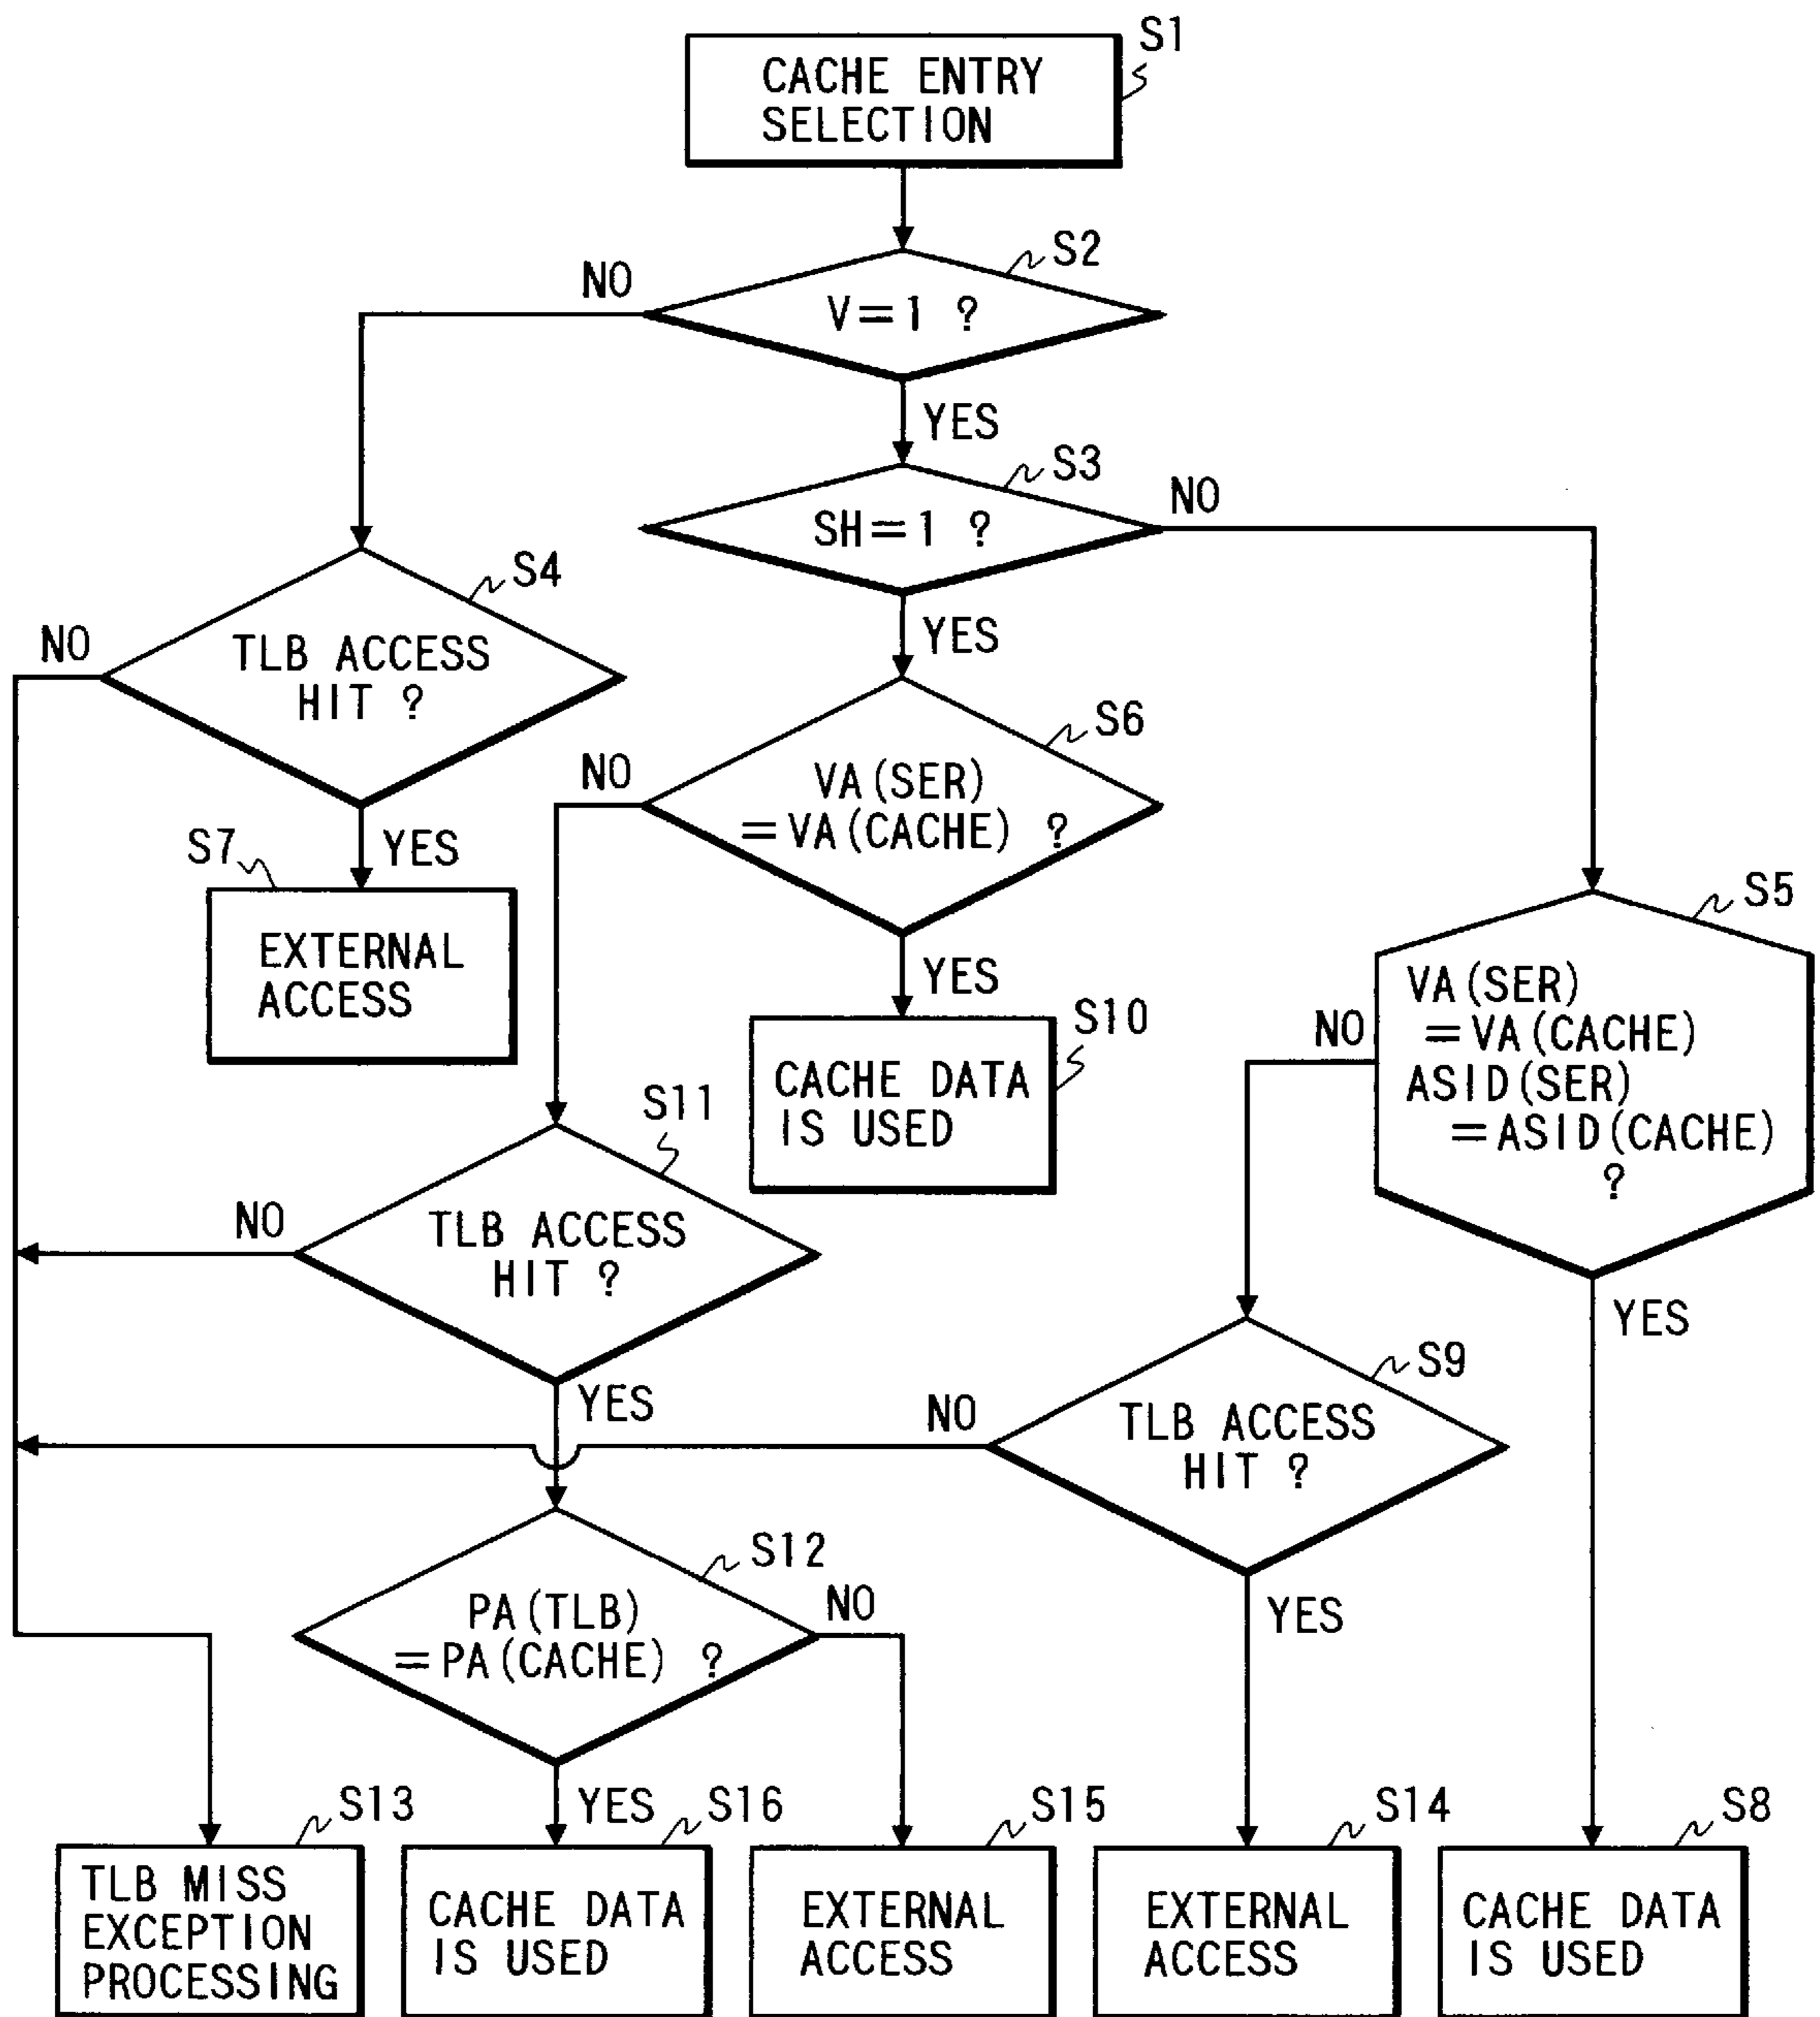 S1
CACHE ENTRY
SELECTION
S2
NO
V=1 ?
YES
S3
NO
SH=1 ?
YES
S4
NO
TLB ACCESS
HIT ?
YES
S6
NO
VA(SER)
=VA(CACHE) ?
YES
S7
EXTERNAL
ACCESS
S5
VA(SER)
=VA(CACHE)
ASID(SER)
=ASID(CACHE)
?
NO
YES
S10
CACHE DATA
IS USED
S11
NO
TLB ACCESS
HIT ?
YES
S9
NO
TLB ACCESS
HIT ?
YES
S12
PA(TLB)
=PA(CACHE) ?
NO
YES
S13
TLB MISS
EXCEPTION
PROCESSING
S16
CACHE DATA
IS USED
S15
EXTERNAL
ACCESS
S14
EXTERNAL
ACCESS
S8
CACHE DATA
IS USED